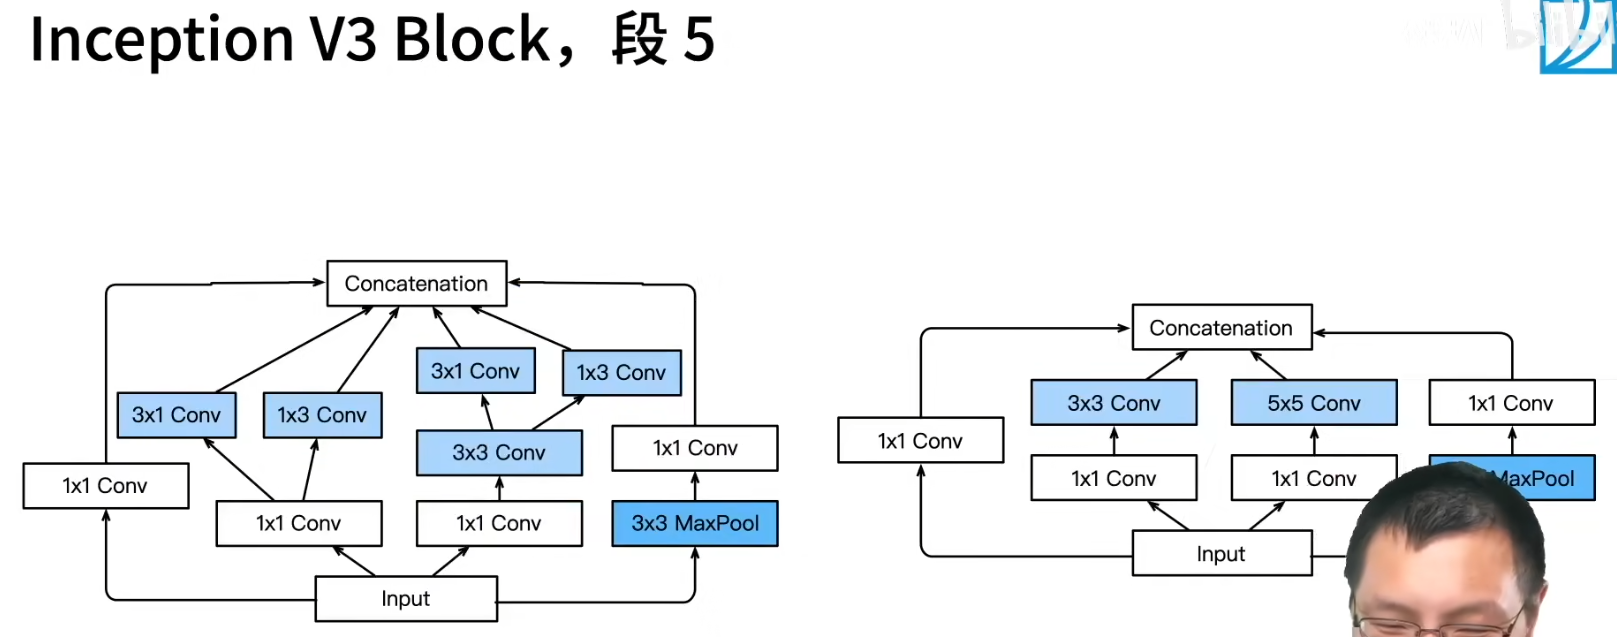 Inception V3 Block，段 5
Concatenation
3x1 Conv
1x3 Conv
3x1 Conv
1x3 Conv
3x3 Conv
1x1 Conv
1x1 Conv
1x1 Conv
1x1 Conv
3x3 MaxPool
Input
Concatenation
3x3 Conv
5x5 Conv
1x1 Conv
1x1 Conv
1x1 Conv
1x1 Conv
MaxPool
Input